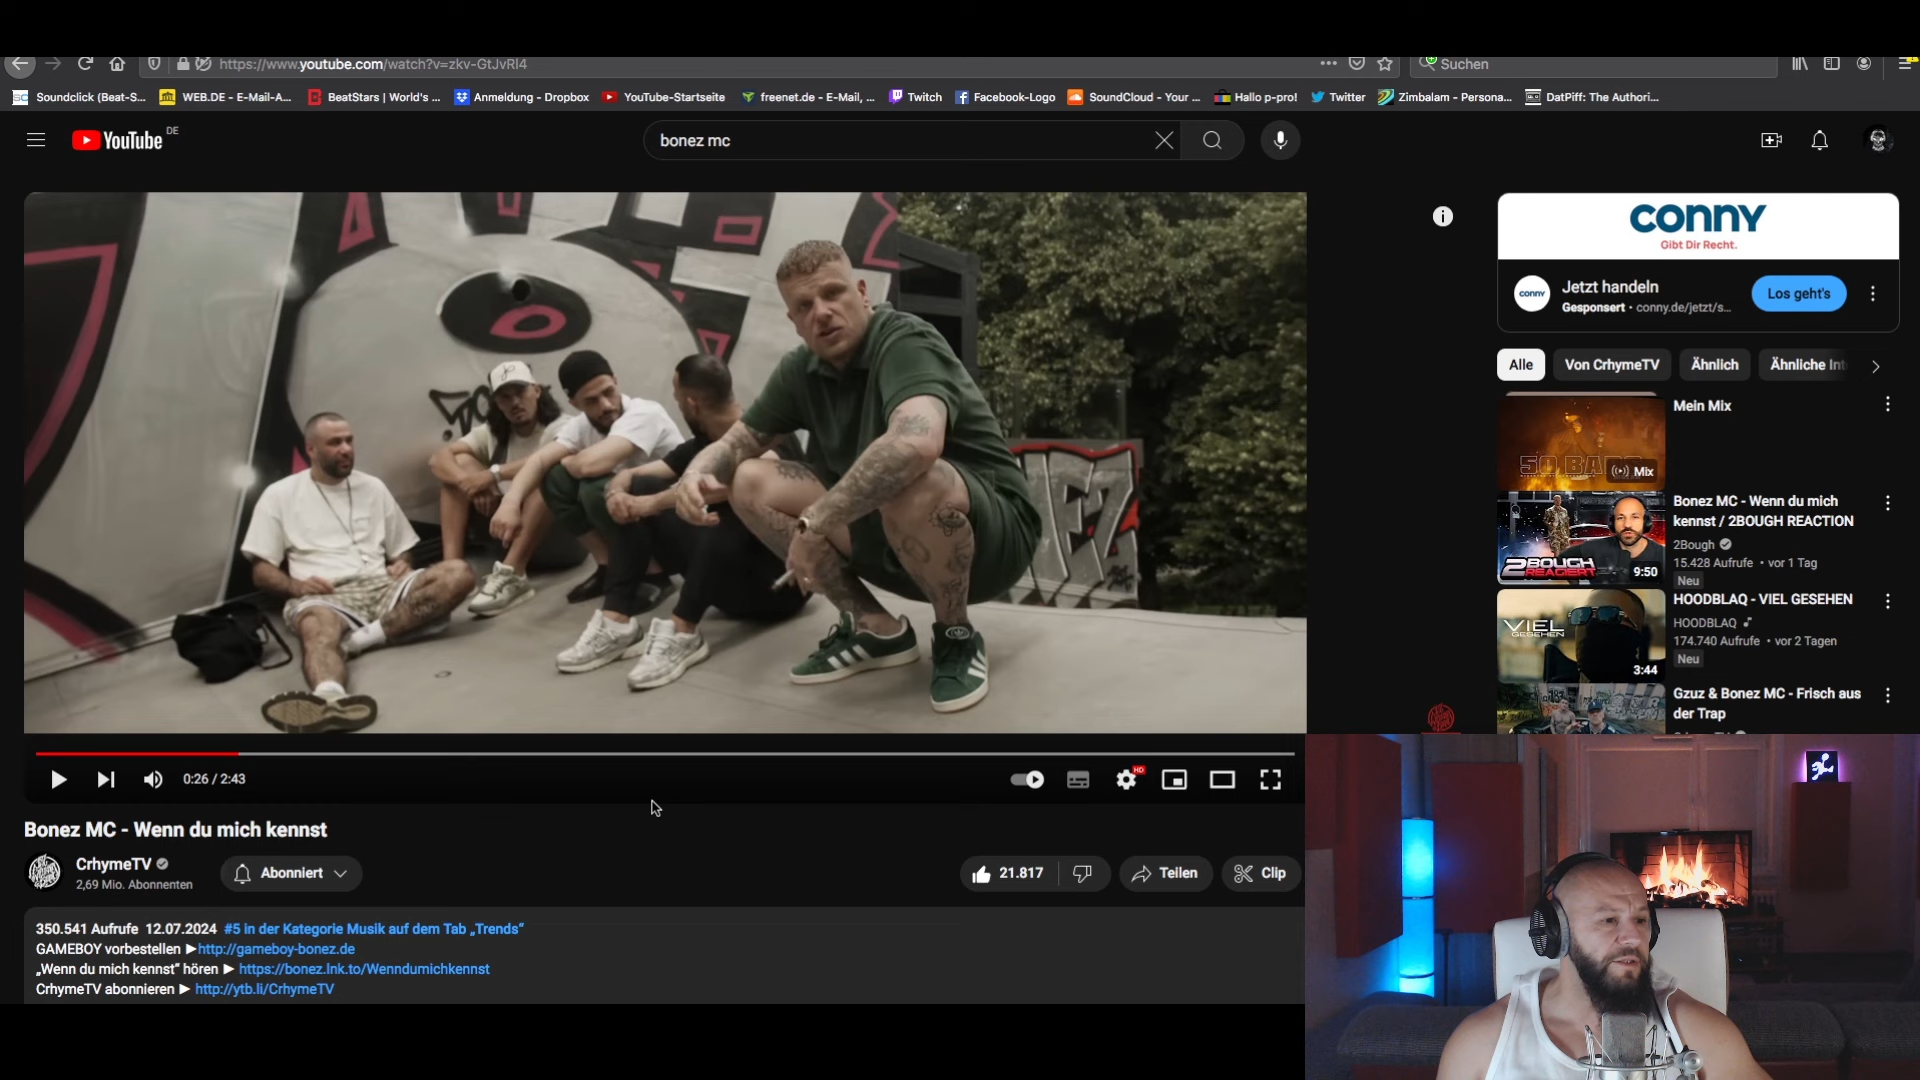 https://www.youtube.com/watch?v=zkv-GtJvRI4
Suchen
Soundclick (Beat-S...
WEB.DE - E-Mail-A...
BeatStars | World's ...
Anmeldung - Dropbox
YouTube-Startseite
freenet.de - E-Mail, ...
Twitch
Facebook-Logo
SoundCloud - Your ...
Hallo p-pro!
Twitter
Zimbalam - Persona...
DatPiff: The Authori...
YouTube DE
bonez mc
conny
Gibt Dir Recht.
conny
Jetzt handeln
Gesponsert • conny.de/jetzt/s...
Los geht's
Alle
Von CrhymeTV
Ähnlich
Ähnliche Int
Mix
Mein Mix
2BOUGH
REAGIERT
9:50
Bonez MC - Wenn du mich
kennst / 2BOUGH REACTION
2Bough
15.428 Aufrufe • vor 1 Tag
Neu
VIEL
GESEHEN
3:44
HOODBLAQ - VIEL GESEHEN
HOODBLAQ
174.740 Aufrufe • vor 2 Tagen
Neu
Gzuz & Bonez MC - Frisch aus
der Trap
0:26 / 2:43
HD
Bonez MC - Wenn du mich kennst
CrhymeTV
2,69 Mio. Abonnenten
Abonniert
21.817
Teilen
Clip
350.541 Aufrufe 12.07.2024 #5 in der Kategorie Musik auf dem Tab „Trends"
GAMEBOY vorbestellen ►http://gameboy-bonez.de
„Wenn du mich kennst" hören ► https://bonez.lnk.to/Wenndumichkennst
CrhymeTV abonnieren ► http://ytb.li/CrhymeTV